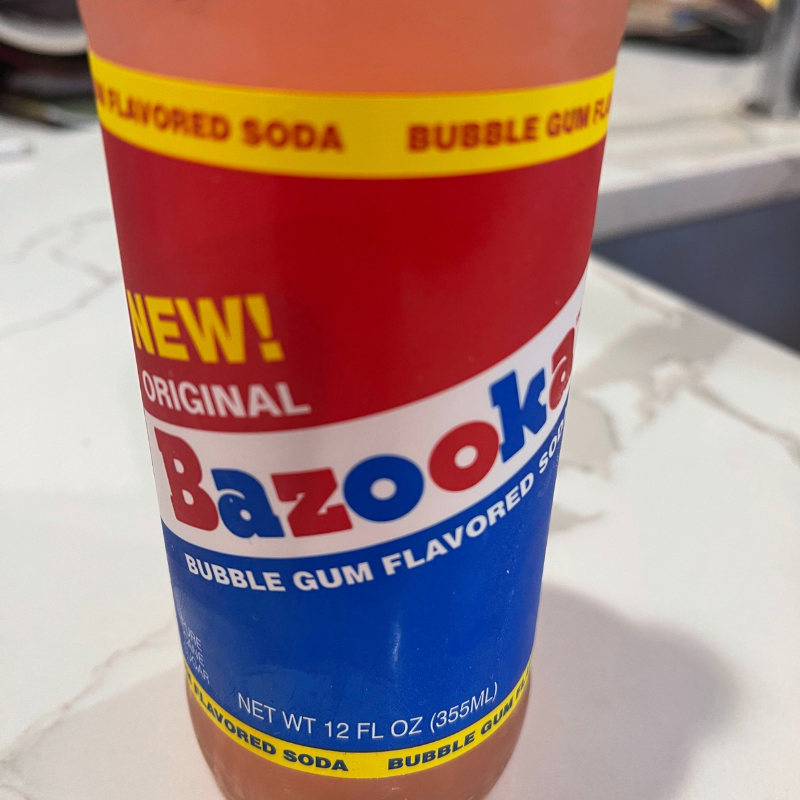 FLAVORED SODA BUBBLE GUM
NEW!
ORIGINAL
Bazooka
BUBBLE GUM FLAVORED
NET WT 12 FL OZ (355ML)
FLAVORED SODA BUBBLE GUM